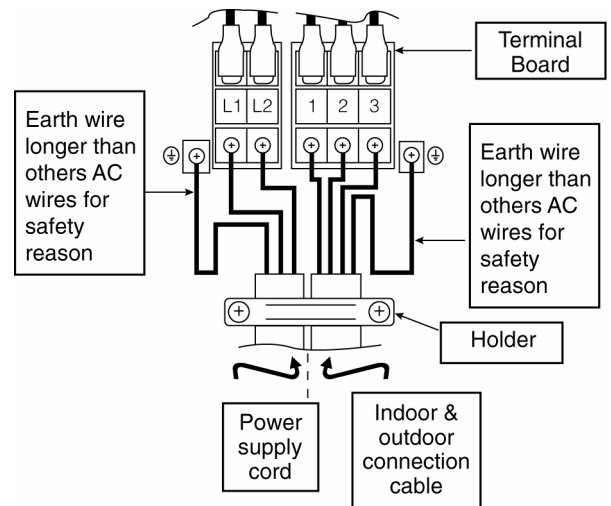 Terminal
Board
L1 L2 1 2 3
Earth wire
longer than
others AC
wires for
safety
reason
Earth wire
longer than
others AC
wires for
safety
reason
Holder
Power
supply
cord
Indoor &
outdoor
connection
cable